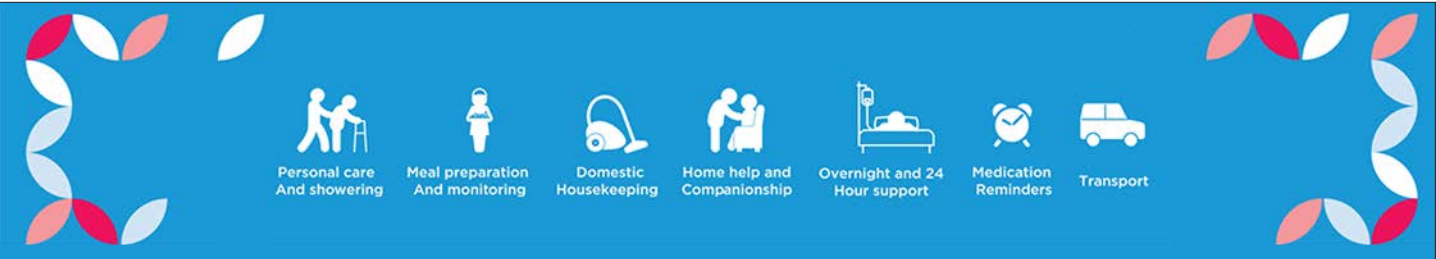 Personal care
And showering
Meal preparation
And monitoring
Domestic
Housekeeping
Home help and
Companionship
Overnight and 24
Hour support
Medication
Reminders
Transport